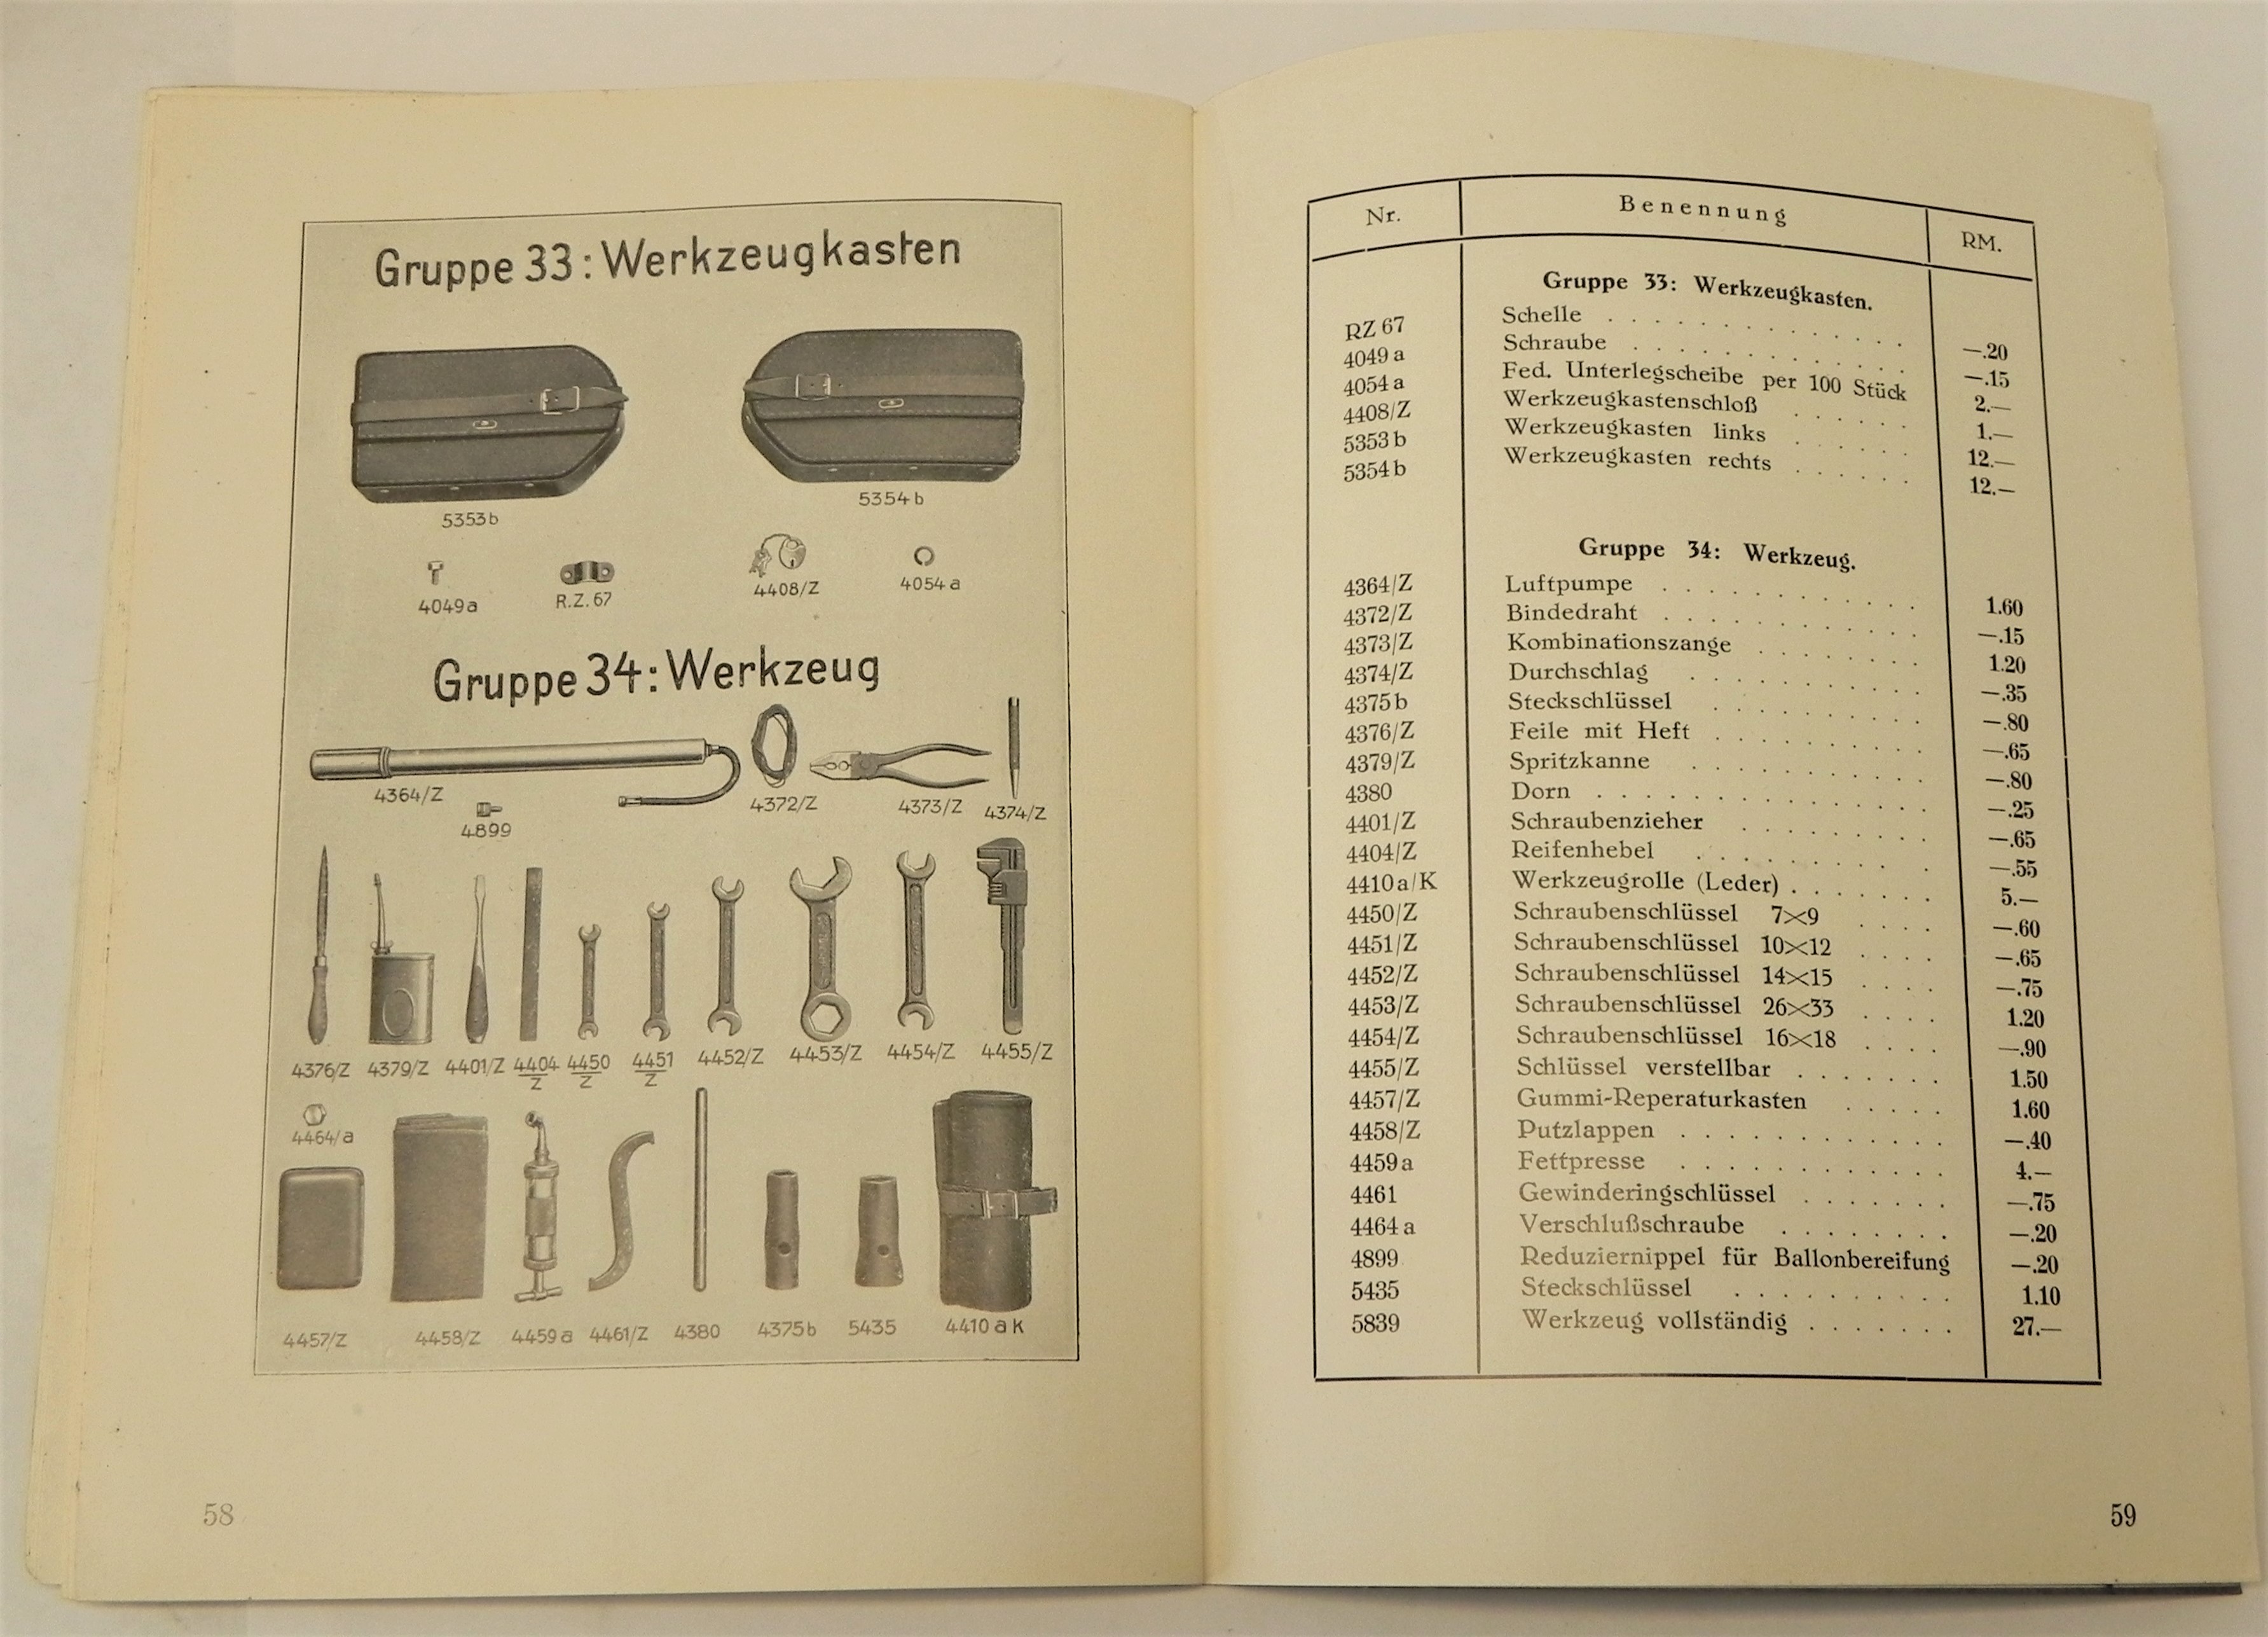 Gruppe 33: Werkzeugkasten
5353b
5354b
4049a
R.Z. 67
4408/Z
4054a
Gruppe 34: Werkzeug
4364/Z
4899
4372/Z
4373/Z
4374/Z
4376/Z 4379/Z 4401/Z 4404/Z 4450/Z 4451/Z 4452/Z 4453/Z 4454/Z 4455/Z
4464/a
4457/Z 4458/Z 4459a 4461/Z 4380 4375b 5435 4410 a K
58
Nr. Benennung RM.
Gruppe 33: Werkzeugkasten.
RZ 67 Schelle . . . . . . . . . . . . —.20
4049 a Schraube . . . . . . . . . . . —.15
4054 a Fed. Unterlegscheibe per 100 Stück 2.—
4408/Z Werkzeugkastenschloß . . . . . 1.—
5353 b Werkzeugkasten links . . . . . 12.—
5354 b Werkzeugkasten rechts . . . . . 12.—
Gruppe 34: Werkzeug.
4364/Z Luftpumpe . . . . . . . . . . . 1.60
4372/Z Bindedraht . . . . . . . . . . . —.15
4373/Z Kombinationszange . . . . . . . 1.20
4374/Z Durchschlag . . . . . . . . . . —.35
4375 b Steckschlüssel . . . . . . . . . —.80
4376/Z Feile mit Heft . . . . . . . . . —.65
4379/Z Spritzkanne . . . . . . . . . . —.80
4380 Dorn . . . . . . . . . . . . . . —.25
4401/Z Schraubenzieher . . . . . . . . —.65
4404/Z Reifenhebel . . . . . . . . . . —.55
4410 a/K Werkzeugrolle (Leder) . . . . . . 5.—
4450/Z Schraubenschlüssel 7×9 . . . . —.60
4451/Z Schraubenschlüssel 10×12 . . . . —.65
4452/Z Schraubenschlüssel 14×15 . . . . —.75
4453/Z Schraubenschlüssel 26×33 . . . . 1.20
4454/Z Schraubenschlüssel 16×18 . . . . —.90
4455/Z Schlüssel verstellbar . . . . . . 1.50
4457/Z Gummi-Reperaturkasten . . . . . 1.60
4458/Z Putzlappen . . . . . . . . . . . —.40
4459 a Fettpresse . . . . . . . . . . . 4.—
4461 Gewinderingschlüssel . . . . . . . —.75
4464 a Verschlußschraube . . . . . . . . —.20
4899 Reduziernippel für Ballonbereifung —.20
5435 Steckschlüssel . . . . . . . . . . 1.10
5839 Werkzeug vollständig . . . . . . . 27.—
59